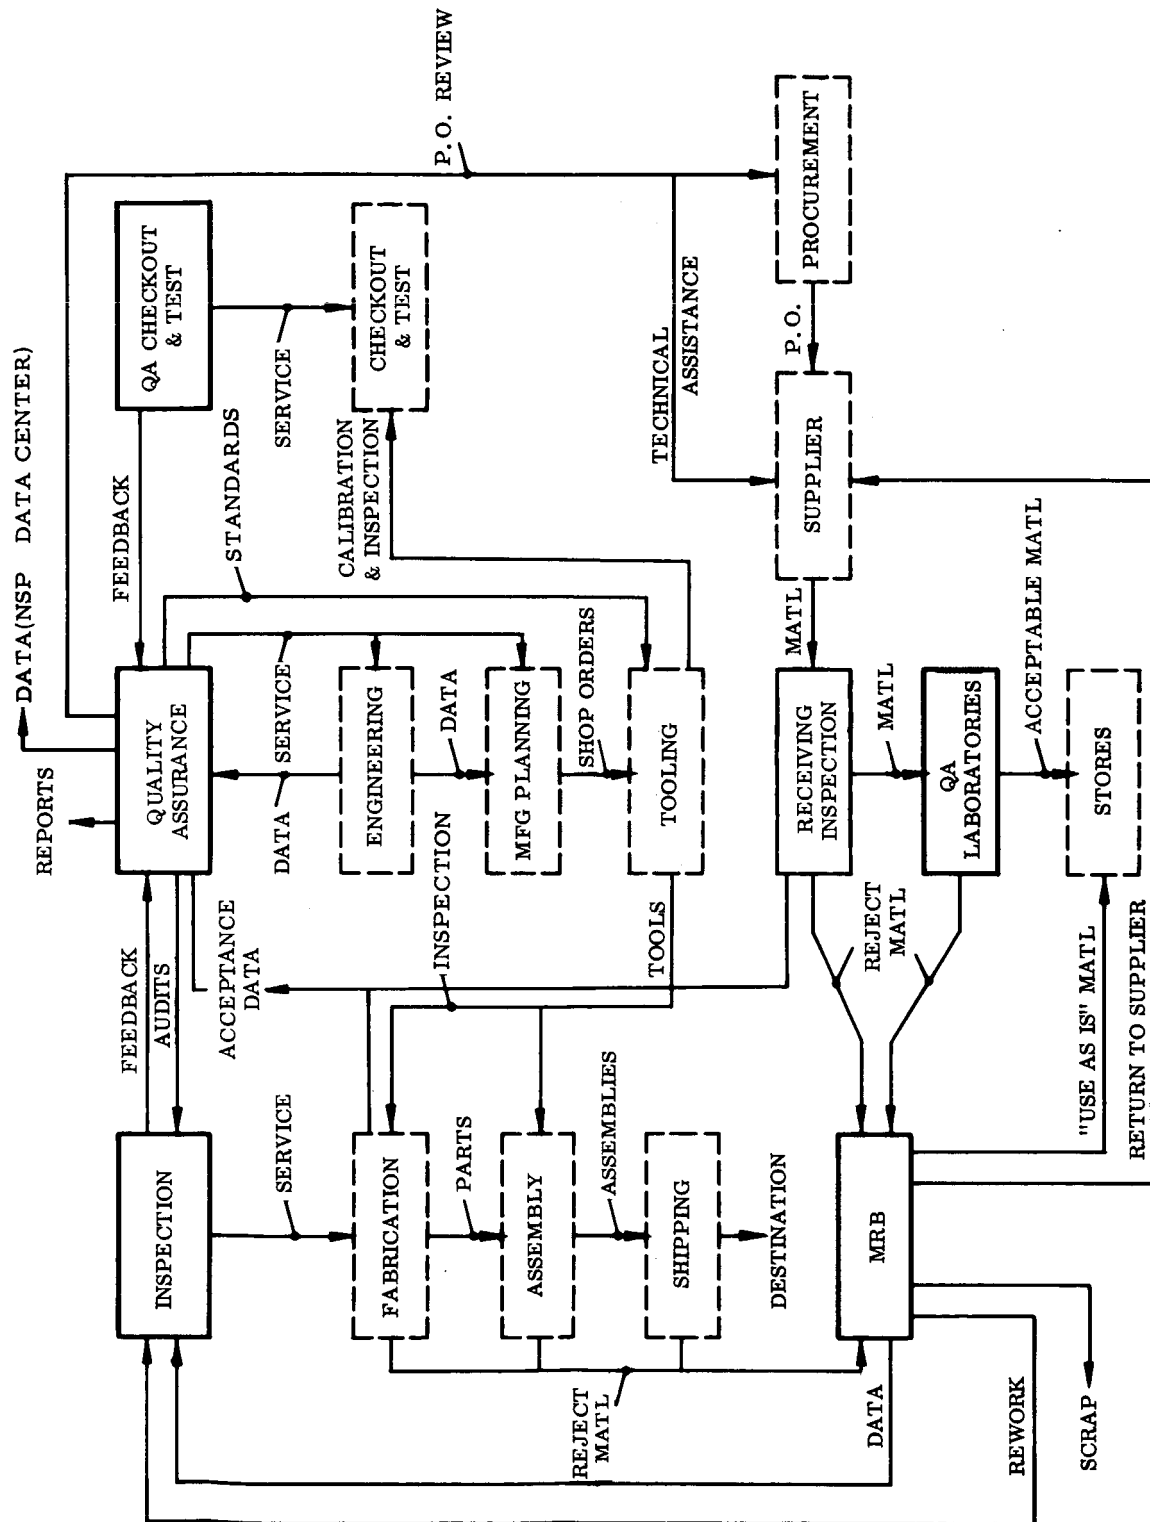 REPORTS
DATA(NSP DATA CENTER)
P.O. REVIEW
INSPECTION
FEEDBACK
AUDITS
QUALITY
ASSURANCE
FEEDBACK
QA CHECKOUT
& TEST
ACCEPTANCE
DATA
STANDARDS
SERVICE
DATA
SERVICE
SERVICE
CALIBRATION
& INSPECTION
CHECKOUT
& TEST
FABRICATION
ENGINEERING
INSPECTION
DATA
PARTS
MFG PLANNING
ASSEMBLY
SHOP ORDERS
ASSEMBLIES
TOOLS
TOOLING
TECHNICAL
ASSISTANCE
SHIPPING
REJECT
MATL
DESTINATION
MATL
P.O.
RECEIVING
INSPECTION
SUPPLIER
PROCUREMENT
MRB
DATA
REJECT
MATL
MATL
QA
LABORATORIES
ACCEPTABLE MATL
REWORK
SCRAP
"USE AS IS" MATL
STORES
RETURN TO SUPPLIER